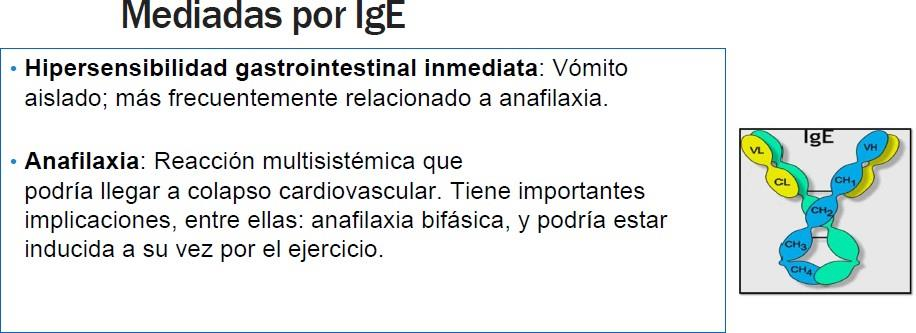 Mediadas por IgE
• Hipersensibilidad gastrointestinal inmediata: Vómito
aislado; más frecuentemente relacionado a anafilaxia.
• Anafilaxia: Reacción multisistémica que
podría llegar a colapso cardiovascular. Tiene importantes
implicaciones, entre ellas: anafilaxia bifásica, y podría estar
inducida a su vez por el ejercicio.
IgE
VL
VH
CL
CH1
CH2
CH3
CH4